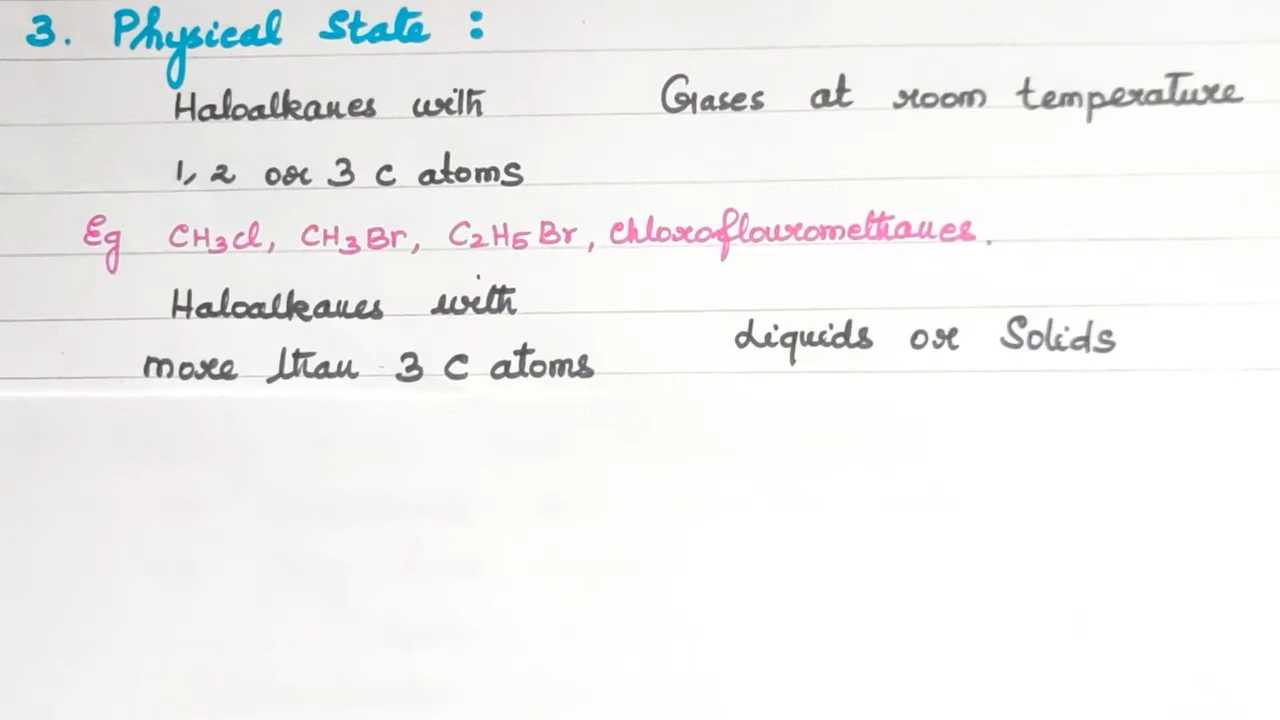 3. Physical State :
Haloalkanes with Gases at room temperature
1, 2 or 3 C atoms
Eg CH3Cl, CH3Br, C2H5Br, chloroflouromethanes.
Haloalkanes with
Liquids or Solids
more than 3 C atoms